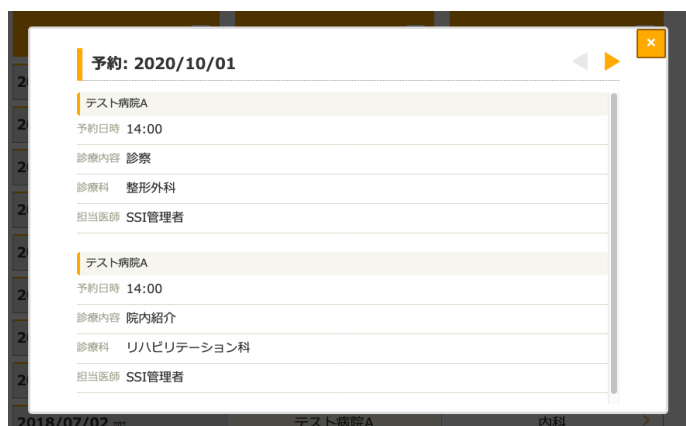 ×
予約: 2020/10/01
テスト病院A
予約日時 14:00
診療内容 診察
診療科 整形外科
担当医師 SSI管理者
テスト病院A
予約日時 14:00
診療内容 院内紹介
診療科 リハビリテーション科
担当医師 SSI管理者
2018/07/02 テスト病院A 内科